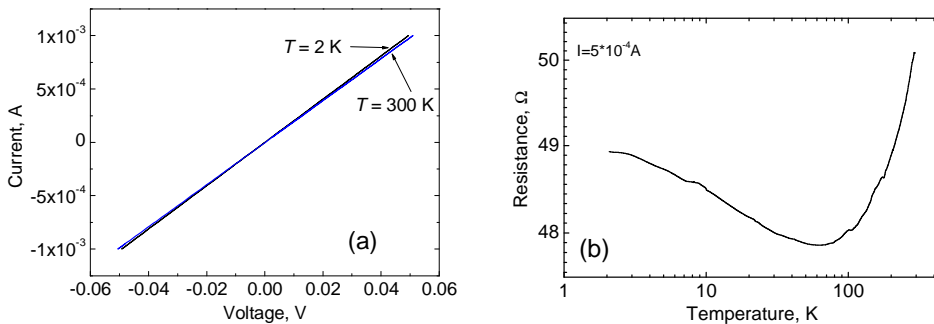 1x10⁻³
5x10⁻⁴
0
-5x10⁻⁴
-1x10⁻³
Current, A
T = 2 K
T = 300 K
(a)
-0.06 -0.04 -0.02 0.00 0.02 0.04 0.06
Voltage, V
I=5*10⁻⁴A
50
49
48
Resistance, Ω
(b)
1 10 100
Temperature, K